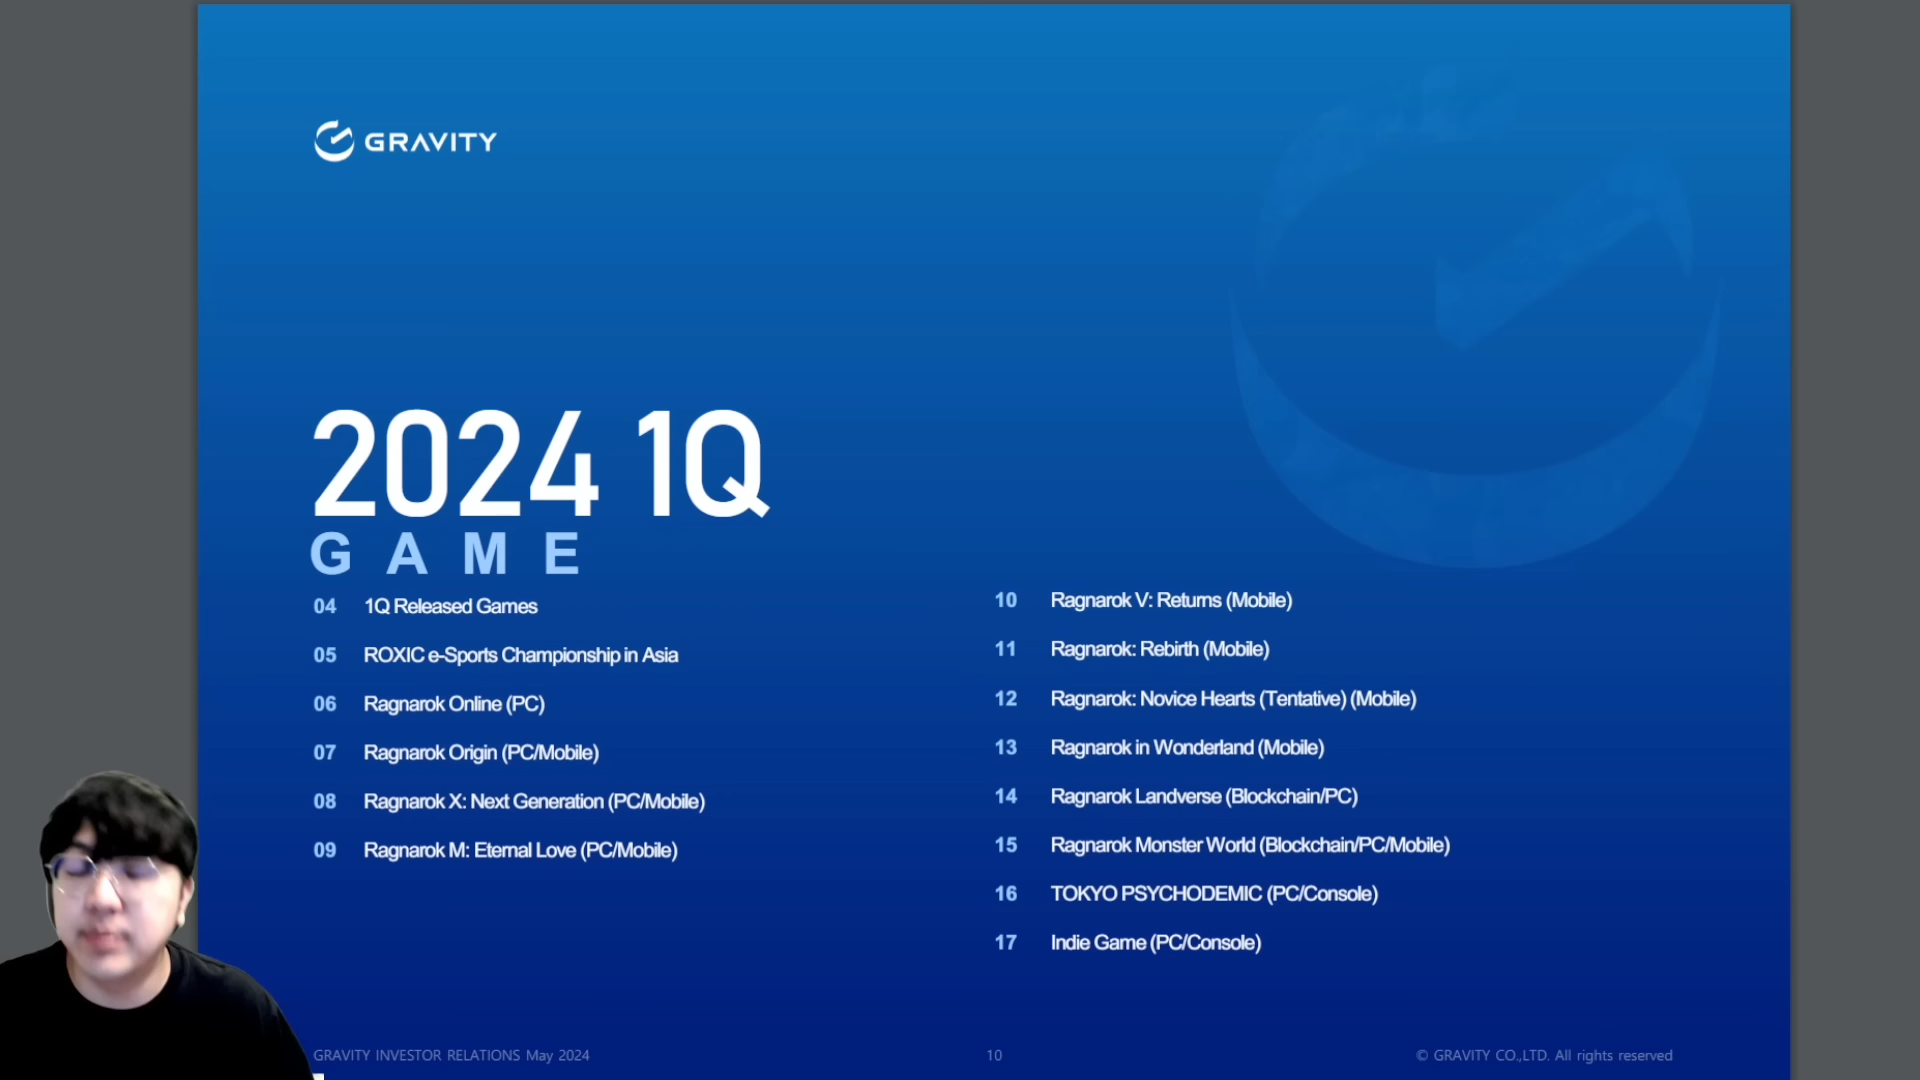 GRAVITY
2024 1Q
GAME
04 1Q Released Games
05 ROXIC e-Sports Championship in Asia
06 Ragnarok Online (PC)
07 Ragnarok Origin (PC/Mobile)
08 Ragnarok X: Next Generation (PC/Mobile)
09 Ragnarok M: Eternal Love (PC/Mobile)
10 Ragnarok V: Returns (Mobile)
11 Ragnarok: Rebirth (Mobile)
12 Ragnarok: Novice Hearts (Tentative) (Mobile)
13 Ragnarok in Wonderland (Mobile)
14 Ragnarok Landverse (Blockchain/PC)
15 Ragnarok Monster World (Blockchain/PC/Mobile)
16 TOKYO PSYCHODEMIC (PC/Console)
17 Indie Game (PC/Console)
GRAVITY INVESTOR RELATIONS May 2024
10
© GRAVITY CO.,LTD. All rights reserved